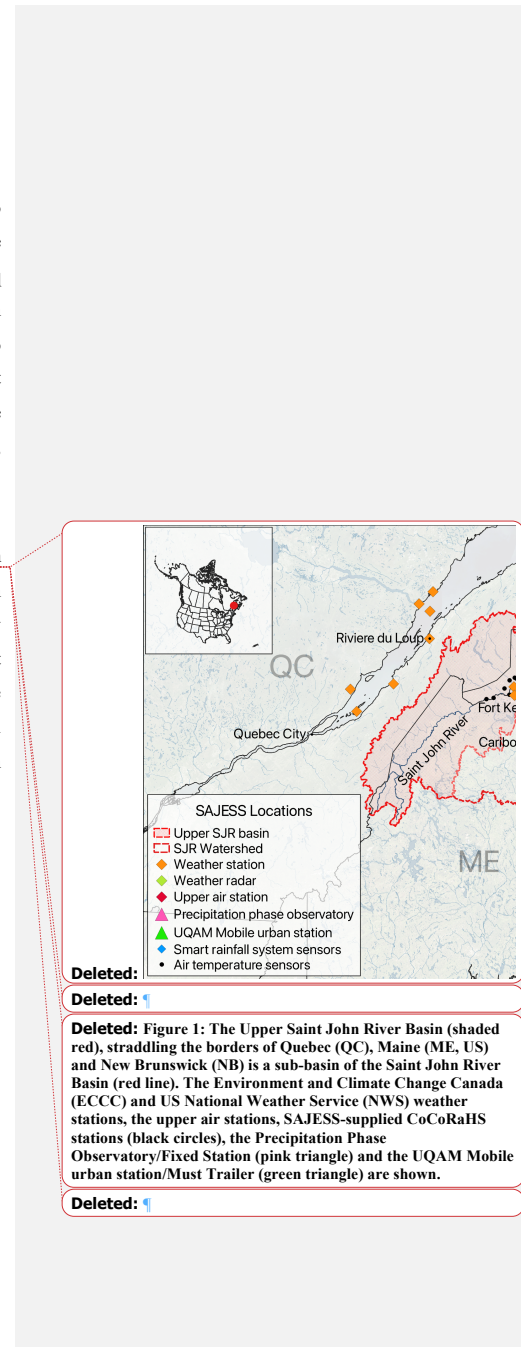 Riviere du Loup
QC
Fort Ke
Quebec City
Saint John River
Caribo
ME
SAJESS Locations
Upper SJR basin
SJR Watershed
Weather station
Weather radar
Upper air station
Precipitation phase observatory
UQAM Mobile urban station
Smart rainfall system sensors
Air temperature sensors
Deleted:
Deleted: ¶
Deleted: Figure 1: The Upper Saint John River Basin (shaded
red), straddling the borders of Quebec (QC), Maine (ME, US)
and New Brunswick (NB) is a sub-basin of the Saint John River
Basin (red line). The Environment and Climate Change Canada
(ECCC) and US National Weather Service (NWS) weather
stations, the upper air stations, SAJESS-supplied CoCoRaHS
stations (black circles), the Precipitation Phase
Observatory/Fixed Station (pink triangle) and the UQAM Mobile
urban station/Must Trailer (green triangle) are shown.
Deleted: ¶